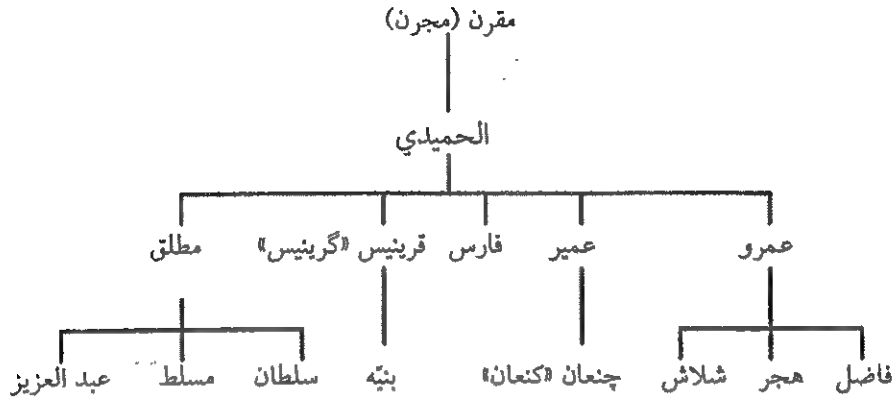 مقرن (مجرن)
الحميدي
عمرو عمير فارس قرينيس «گرينيس» مطلق
فاضل هجر شلاش چنعان «كنعان» بنيّه سلطان مسلط عبد العزيز